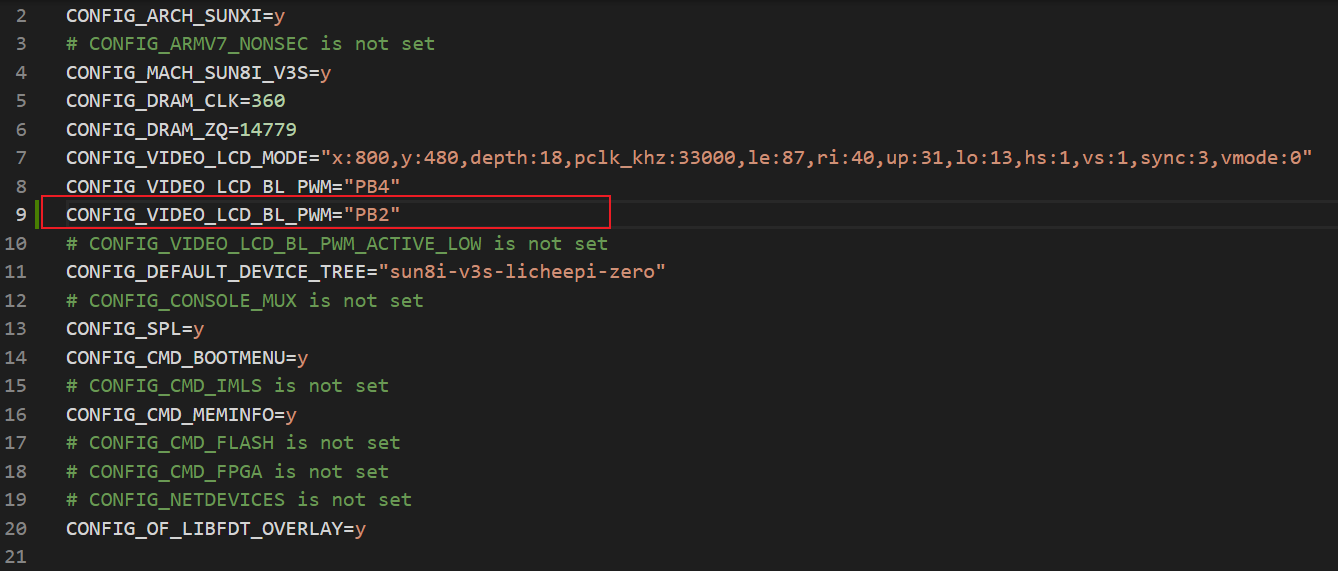 2 CONFIG_ARCH_SUNXI=y
3 # CONFIG_ARMV7_NONSEC is not set
4 CONFIG_MACH_SUN8I_V3S=y
5 CONFIG_DRAM_CLK=360
6 CONFIG_DRAM_ZQ=14779
7 CONFIG_VIDEO_LCD_MODE="x:800,y:480,depth:18,pclk_khz:33000,le:87,ri:40,up:31,lo:13,hs:1,vs:1,sync:3,vmode:0"
8 CONFIG_VIDEO_LCD_BL_PWM="PB4"
9 CONFIG_VIDEO_LCD_BL_PWM="PB2"
10 # CONFIG_VIDEO_LCD_BL_PWM_ACTIVE_LOW is not set
11 CONFIG_DEFAULT_DEVICE_TREE="sun8i-v3s-licheepi-zero"
12 # CONFIG_CONSOLE_MUX is not set
13 CONFIG_SPL=y
14 CONFIG_CMD_BOOTMENU=y
15 # CONFIG_CMD_IMLS is not set
16 CONFIG_CMD_MEMINFO=y
17 # CONFIG_CMD_FLASH is not set
18 # CONFIG_CMD_FPGA is not set
19 # CONFIG_NETDEVICES is not set
20 CONFIG_OF_LIBFDT_OVERLAY=y
21